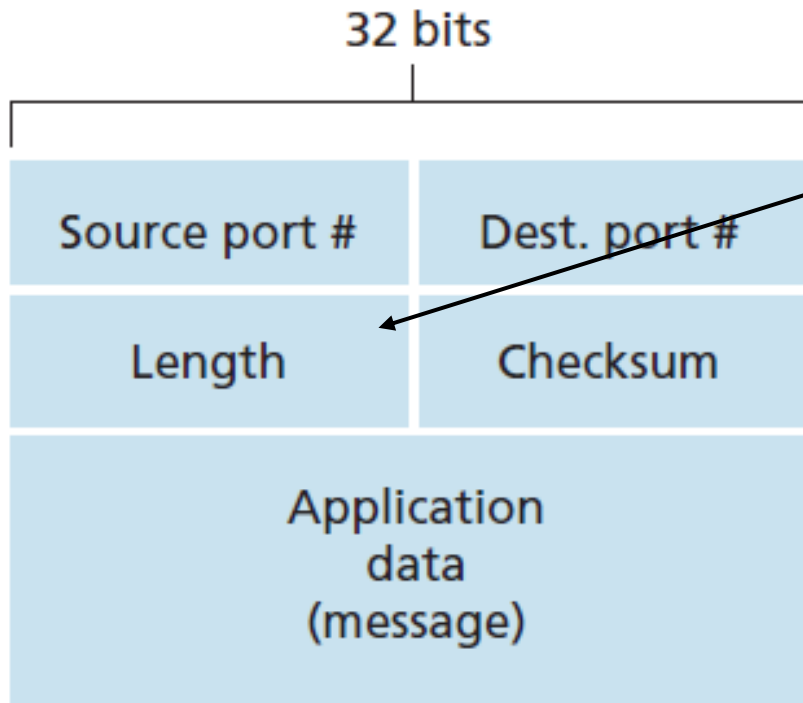 32 bits
Source port # Dest. port #
Length Checksum
Application
data
(message)